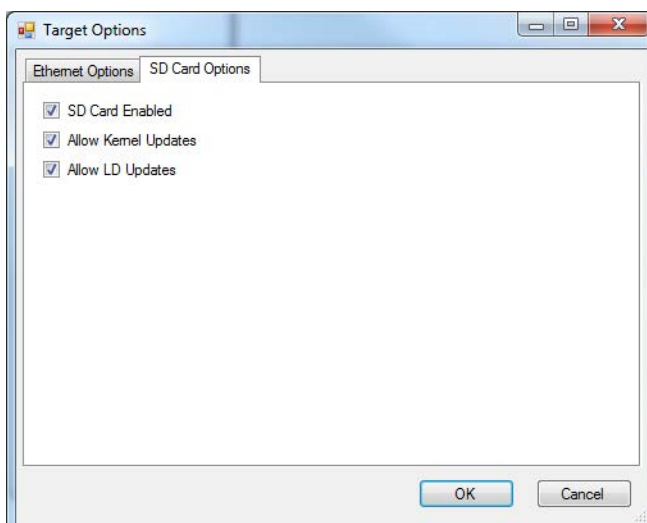 Target Options
Ethernet Options SD Card Options
SD Card Enabled
Allow Kernel Updates
Allow LD Updates
OK Cancel